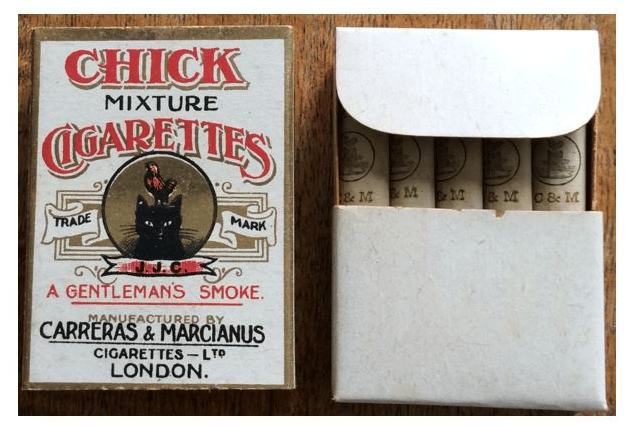 CHICK
MIXTURE
CIGARETTES
TRADE MARK
J.J.C.
A GENTLEMAN'S SMOKE.
MANUFACTURED BY
CARRERAS & MARCIANUS
CIGARETTES – LTD
LONDON.
& M
& M
& M
& M
C & M